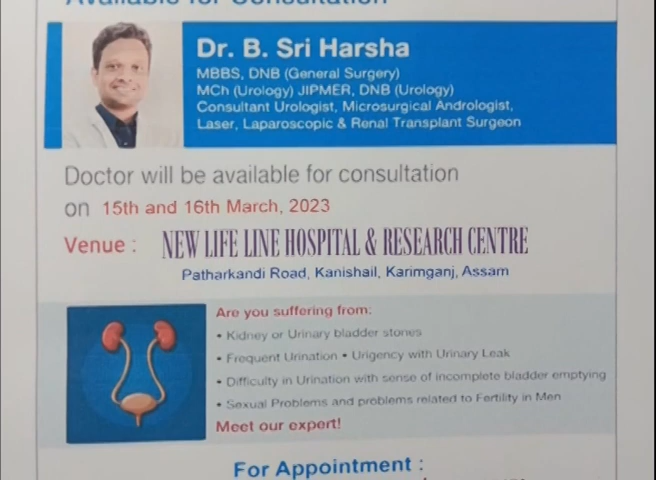 Available for Consultation
Dr. B. Sri Harsha
MBBS, DNB (General Surgery)
MCh (Urology) JIPMER, DNB (Urology)
Consultant Urologist, Microsurgical Andrologist,
Laser, Laparoscopic & Renal Transplant Surgeon
Doctor will be available for consultation
on 15th and 16th March, 2023
Venue : NEW LIFE LINE HOSPITAL & RESEARCH CENTRE
Patharkandi Road, Kanishail, Karimganj, Assam
Are you suffering from:
• Kidney or Urinary bladder stones
• Frequent Urination • Urigency with Urinary Leak
• Difficulty in Urination with sense of incomplete bladder emptying
• Sexual Problems and problems related to Fertility in Men
Meet our expert!
For Appointment :